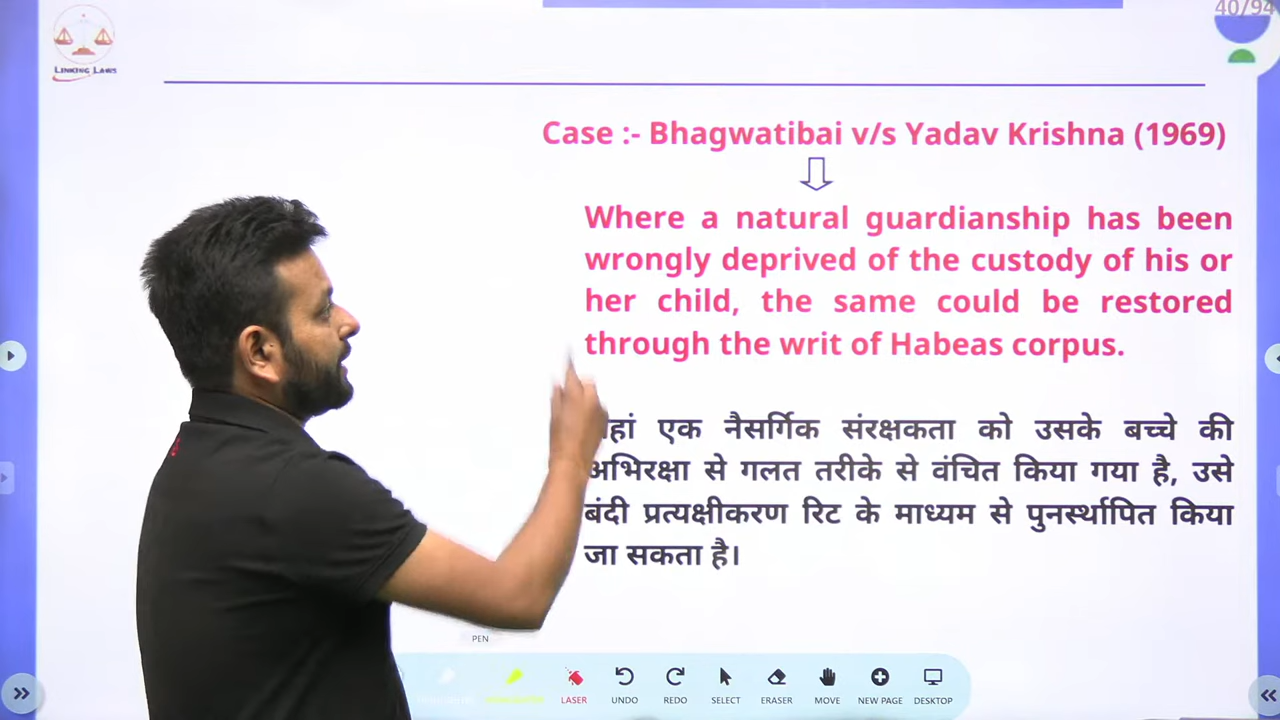 40/94
LINKING LAWS
Case :- Bhagwatibai v/s Yadav Krishna (1969)
Where a natural guardianship has been
wrongly deprived of the custody of his or
her child, the same could be restored
through the writ of Habeas corpus.
एक नैसर्गिक संरक्षकता को उसके बच्चे की
अभिरक्षा से गलत तरीके से वंचित किया गया है, उसे
बंदी प्रत्यक्षीकरण रिट के माध्यम से पुनर्स्थापित किया
जा सकता है।
PEN
LASER
UNDO
REDO
SELECT
ERASER
MOVE
NEW PAGE
DESKTOP